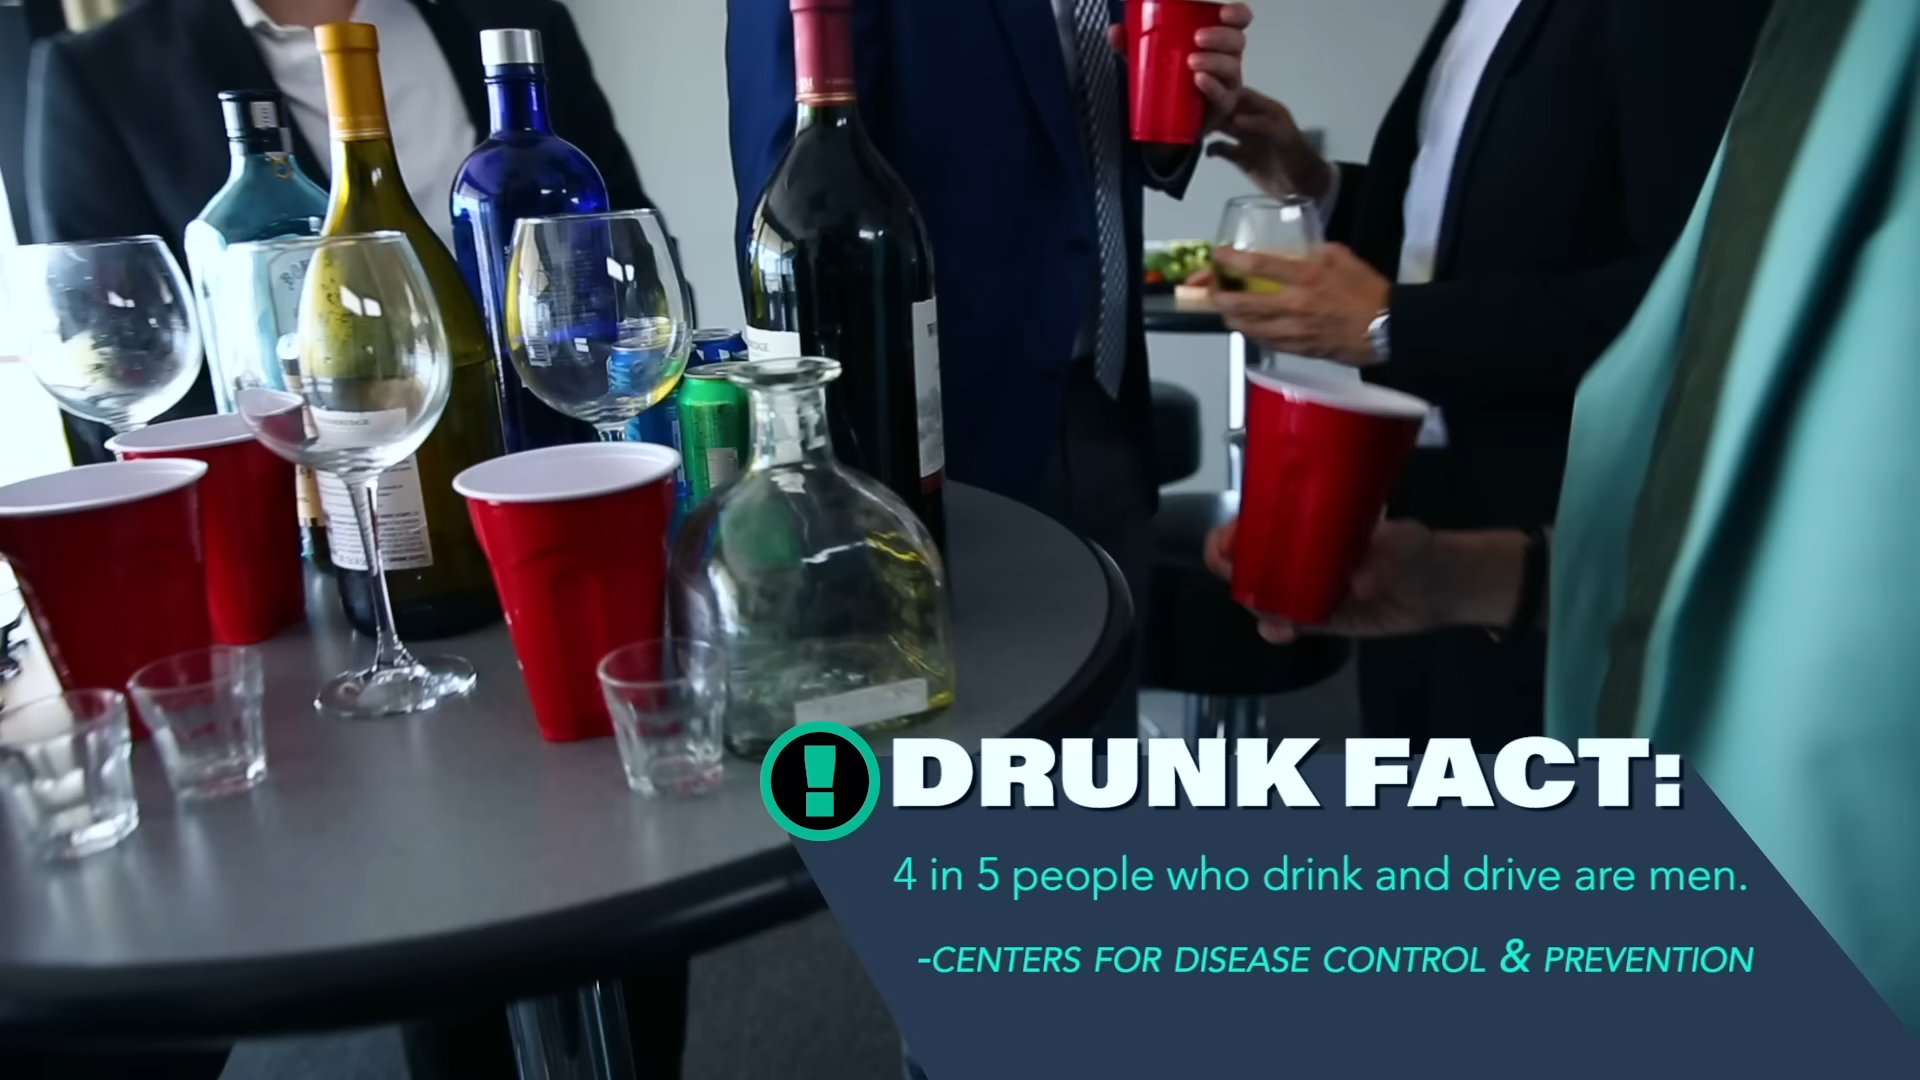 DRUNK FACT:
4 in 5 people who drink and drive are men.
-CENTERS FOR DISEASE CONTROL & PREVENTION